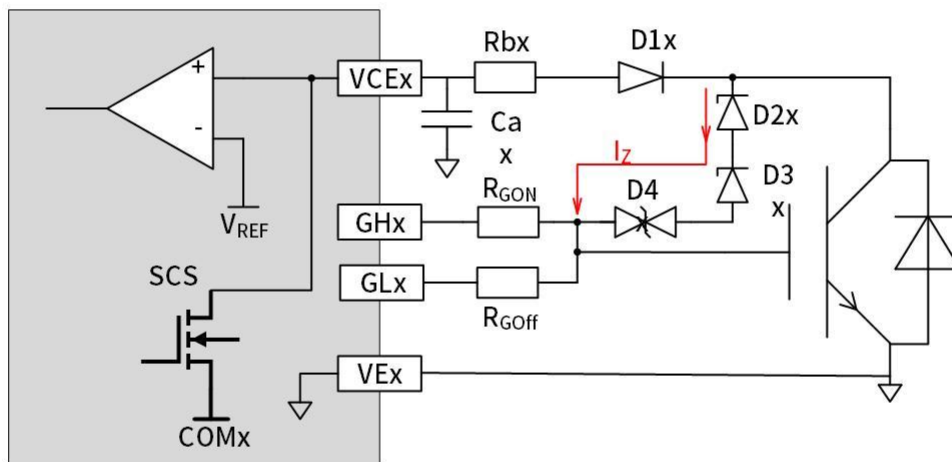 Rbx
D1x
+
VCEx
-
Ca
x
D2x
IZ
D3
x
D4
VREF
RGON
GHx
SCS
GLx
RGOff
VEx
COMx